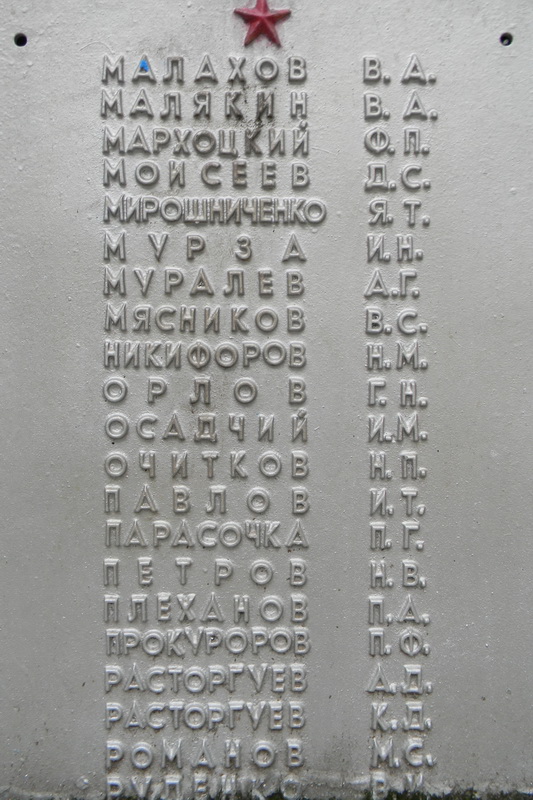 МАЛАХОВ В. А.
МАЛЯКИН В. А.
МАРХОЦКИЙ Ф. П.
МОИСЕЕВ Д. С.
МИРОШНИЧЕНКО Я. Т.
МУРЗА И. Н.
МУРАЛЕВ А. Г.
МЯСНИКОВ В. С.
НИКИФОРОВ Н. М.
ОРЛОВ Г. Н.
ОСАДЧИЙ И. М.
ОЧИТКОВ Н. П.
ПАВЛОВ И. Т.
ПАРАСОЧКА П. Г.
ПЕТРОВ Н. В.
ПЛЕХАНОВ П. А.
ПРОКУРОРОВ П. Ф.
РАСТОРГУЕВ А. Д.
РАСТОРГУЕВ К. Д.
РОМАНОВ М. С.